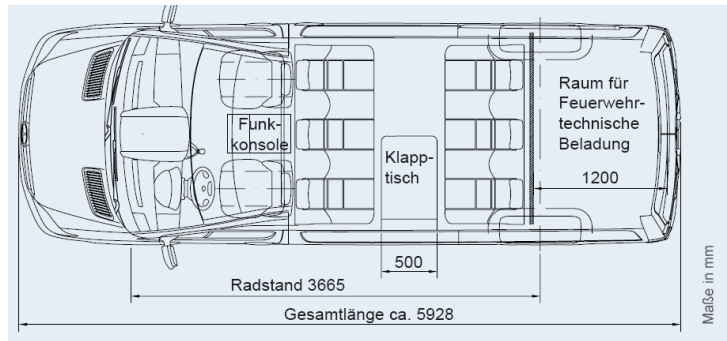 Funk-
konsole
Klapp-
tisch
Raum für
Feuerwehr-
technische
Beladung
1200
500
Radstand 3665
Gesamtlänge ca. 5928
Maße in mm